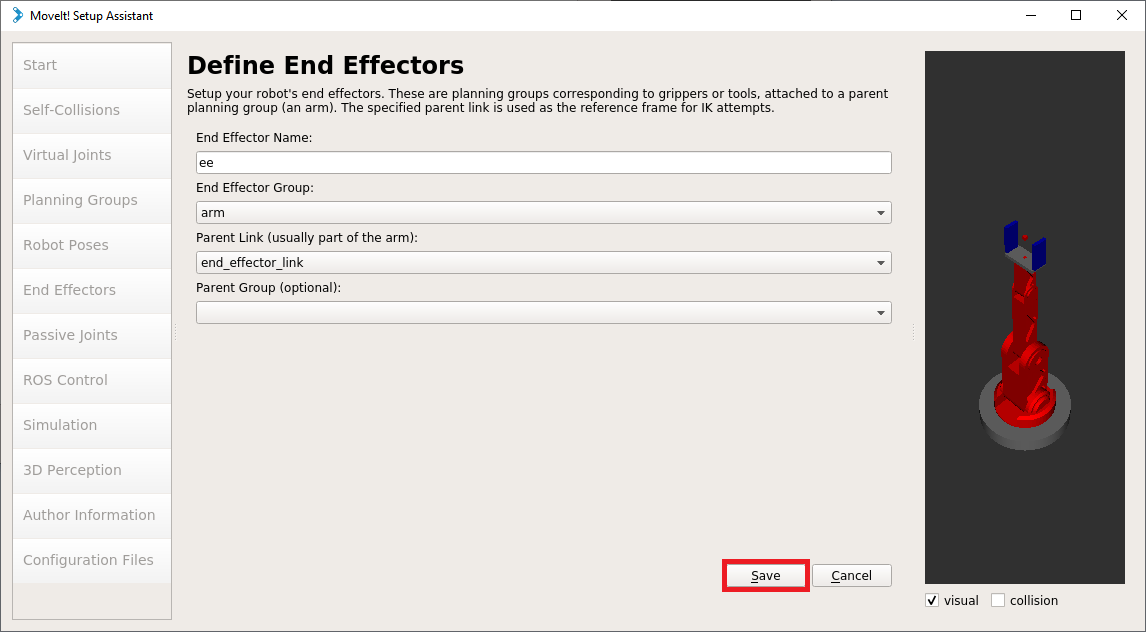 MoveIt! Setup Assistant
Start
Self-Collisions
Virtual Joints
Planning Groups
Robot Poses
End Effectors
Passive Joints
ROS Control
Simulation
3D Perception
Author Information
Configuration Files
Define End Effectors
Setup your robot's end effectors. These are planning groups corresponding to grippers or tools, attached to a parent
planning group (an arm). The specified parent link is used as the reference frame for IK attempts.
End Effector Name:
ee
End Effector Group:
arm
Parent Link (usually part of the arm):
end_effector_link
Parent Group (optional):
Save
Cancel
visual
collision